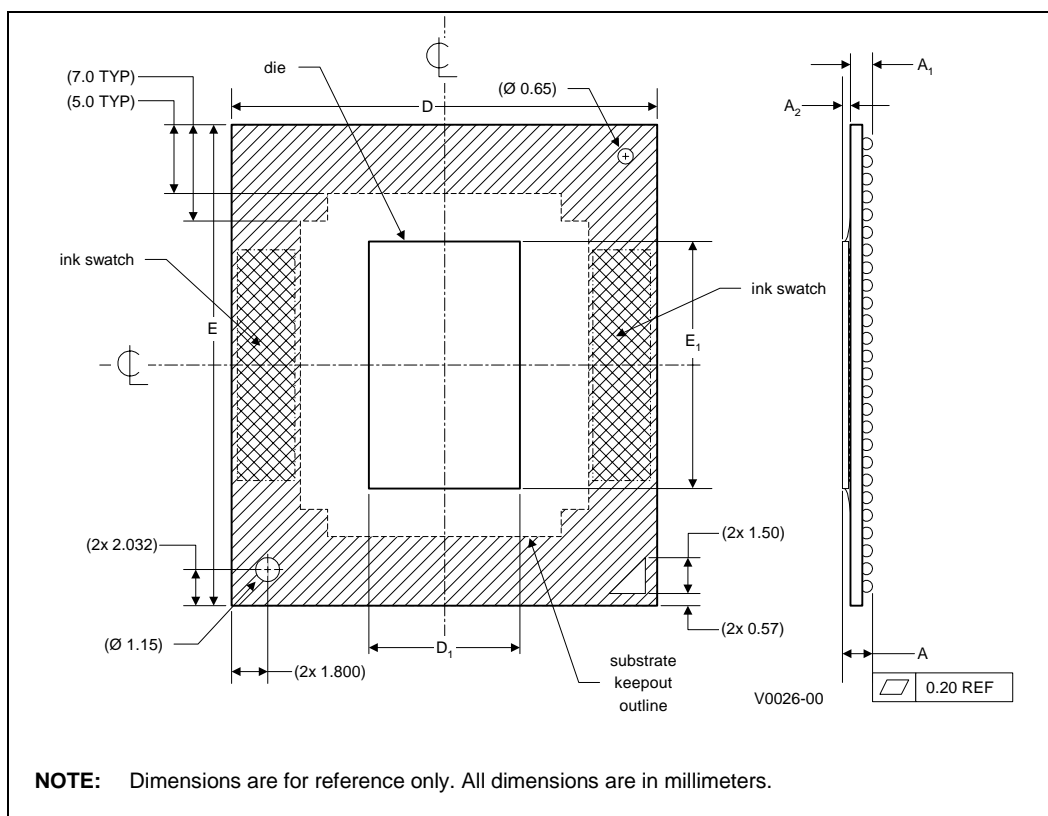 ℄
(7.0 TYP)
die
(Ø 0.65)
A1
(5.0 TYP)
D
A2
ink swatch
ink swatch
E
E1
℄
(2x 2.032)
(2x 1.50)
(Ø 1.15)
D1
(2x 0.57)
A
(2x 1.800)
substrate
keepout
outline
V0026-00
0.20 REF
NOTE: Dimensions are for reference only. All dimensions are in millimeters.